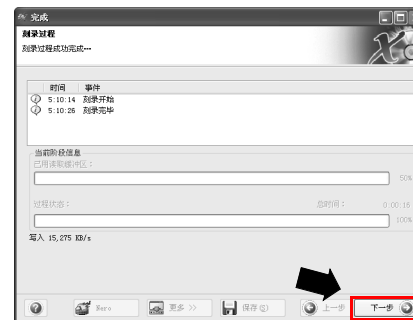 完成
刻录过程
刻录过程成功完成...
时间 事件
5:10:14 刻录开始
5:10:26 刻录完毕
当前阶段信息
已用读取缓冲区：
50%
过程状态： 总时间： 0:00:18
100%
写入 15,275 KB/s
Nero 更多 >> 保存(S) 上一步 下一步